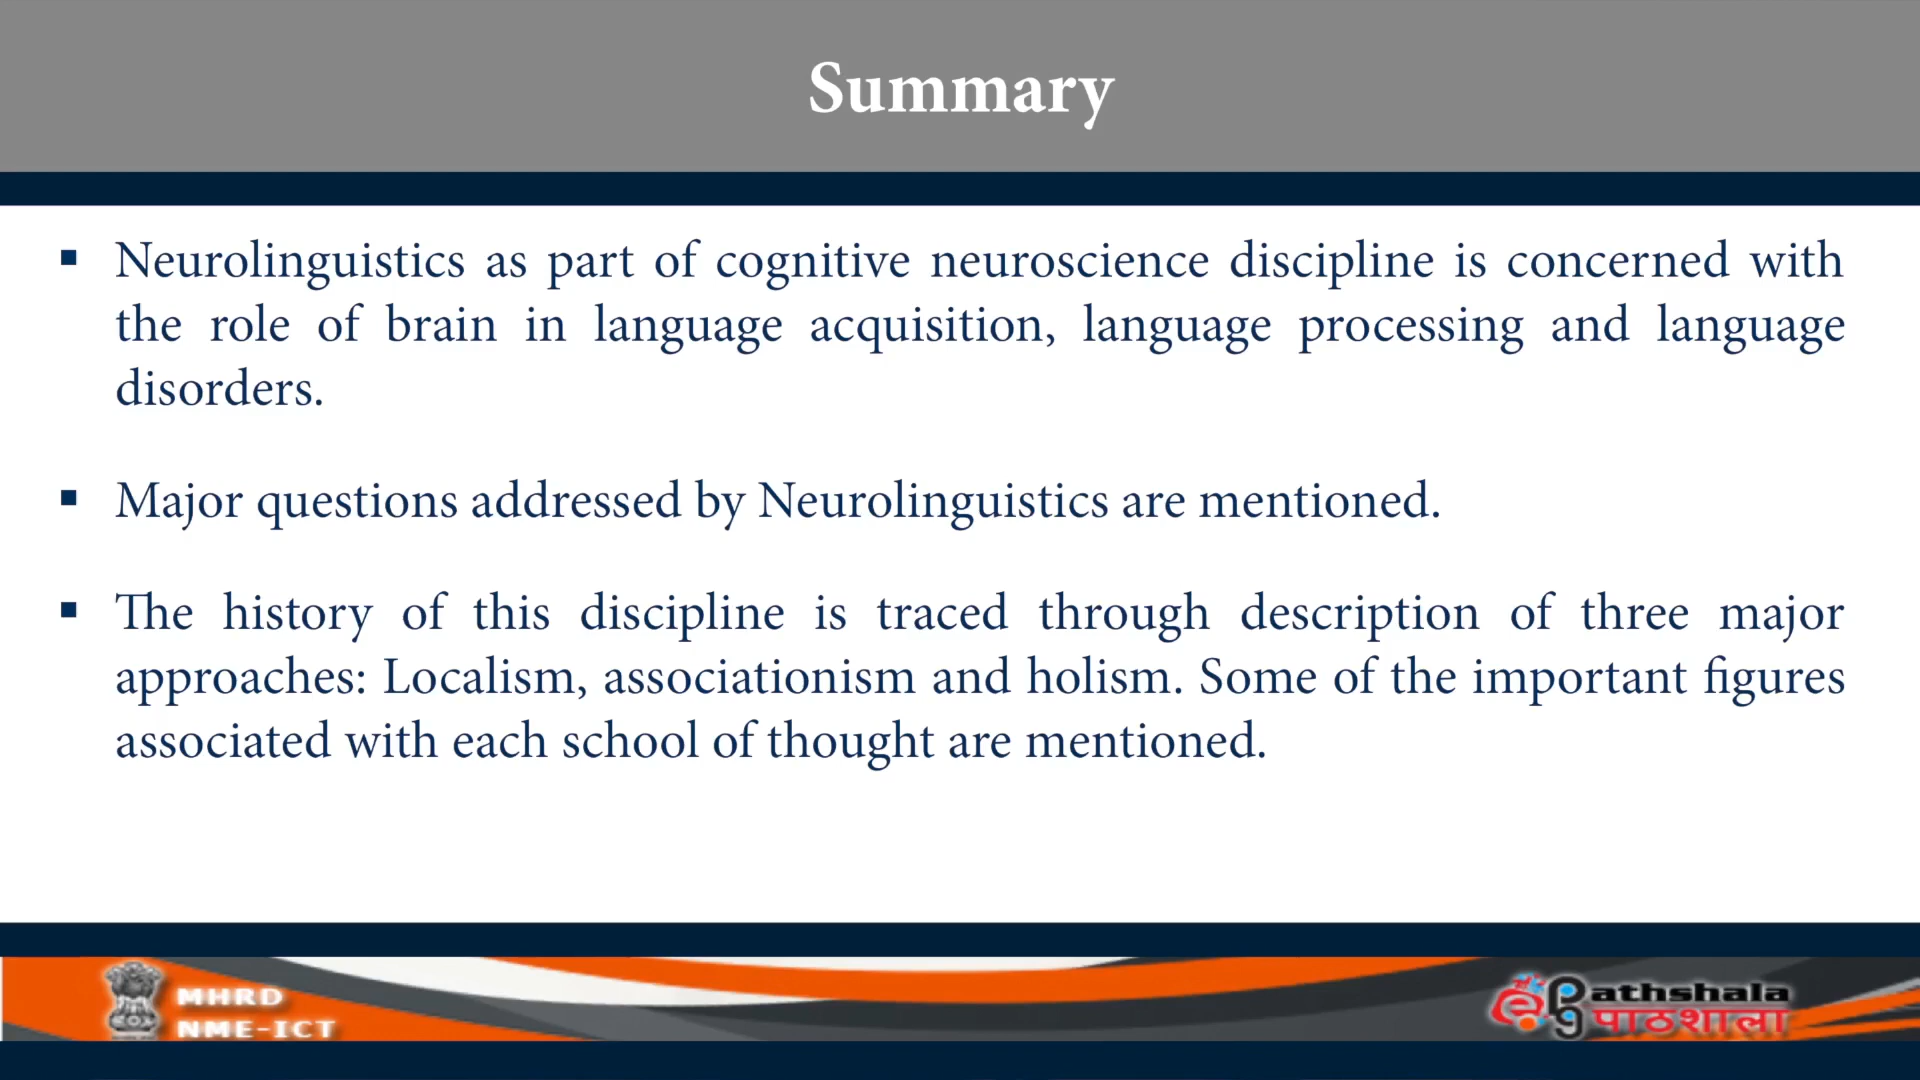 Summary
▪ Neurolinguistics as part of cognitive neuroscience discipline is concerned with
the role of brain in language acquisition, language processing and language
disorders.
▪ Major questions addressed by Neurolinguistics are mentioned.
▪ The history of this discipline is traced through description of three major
approaches: Localism, associationism and holism. Some of the important figures
associated with each school of thought are mentioned.
MHRD
NME-ICT
athshala
पाठशाला